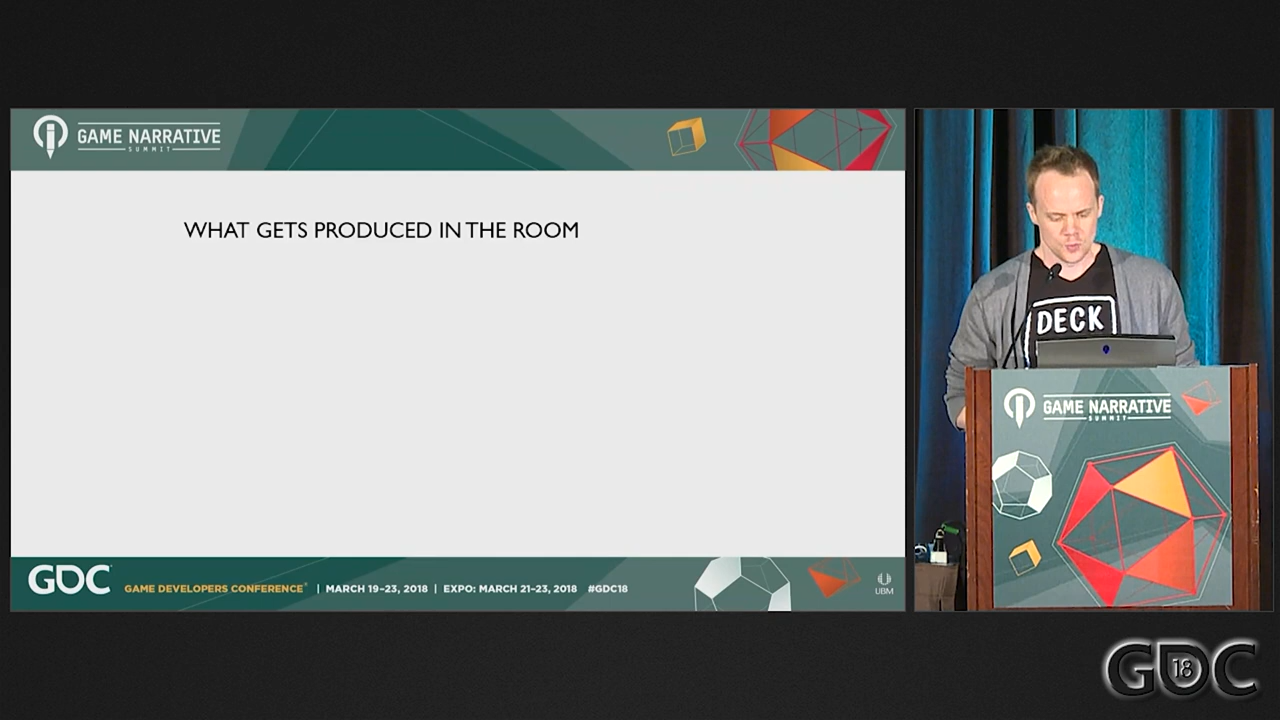 GAME NARRATIVE
SUMMIT
WHAT GETS PRODUCED IN THE ROOM
DECK
GAME NARRATIVE
SUMMIT
GDC
GAME DEVELOPERS CONFERENCE® | MARCH 19–23, 2018 | EXPO: MARCH 21–23, 2018 #GDC18
UBM
GDC
18